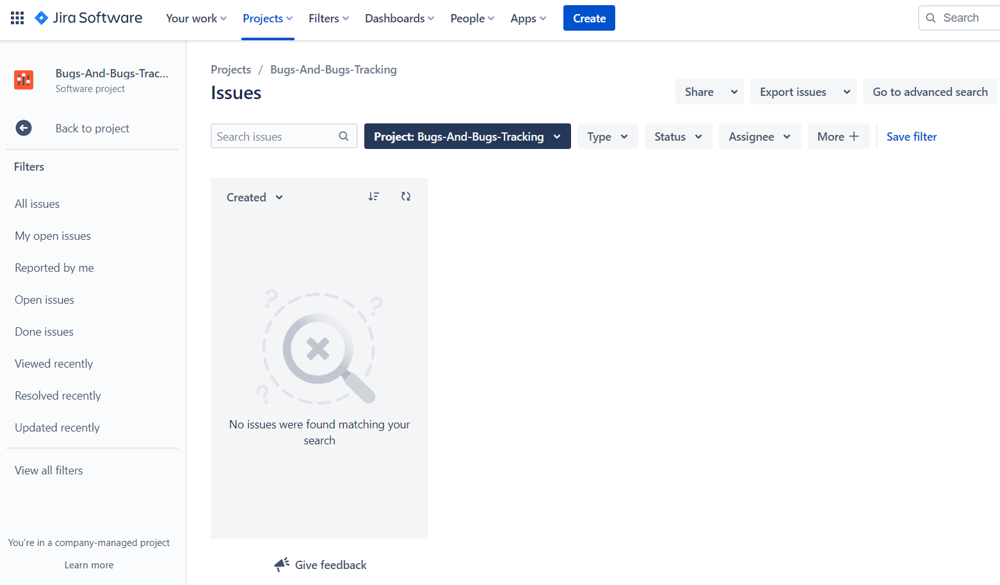 Jira Software
Your work
Projects
Filters
Dashboards
People
Apps
Create
Search
Bugs-And-Bugs-Trac...
Software project
Back to project
Filters
All issues
My open issues
Reported by me
Open issues
Done issues
Viewed recently
Resolved recently
Updated recently
View all filters
You're in a company-managed project
Learn more
Projects / Bugs-And-Bugs-Tracking
Issues
Share
Export issues
Go to advanced search
Search issues
Project: Bugs-And-Bugs-Tracking
Type
Status
Assignee
More +
Save filter
Created
No issues were found matching your
search
Give feedback